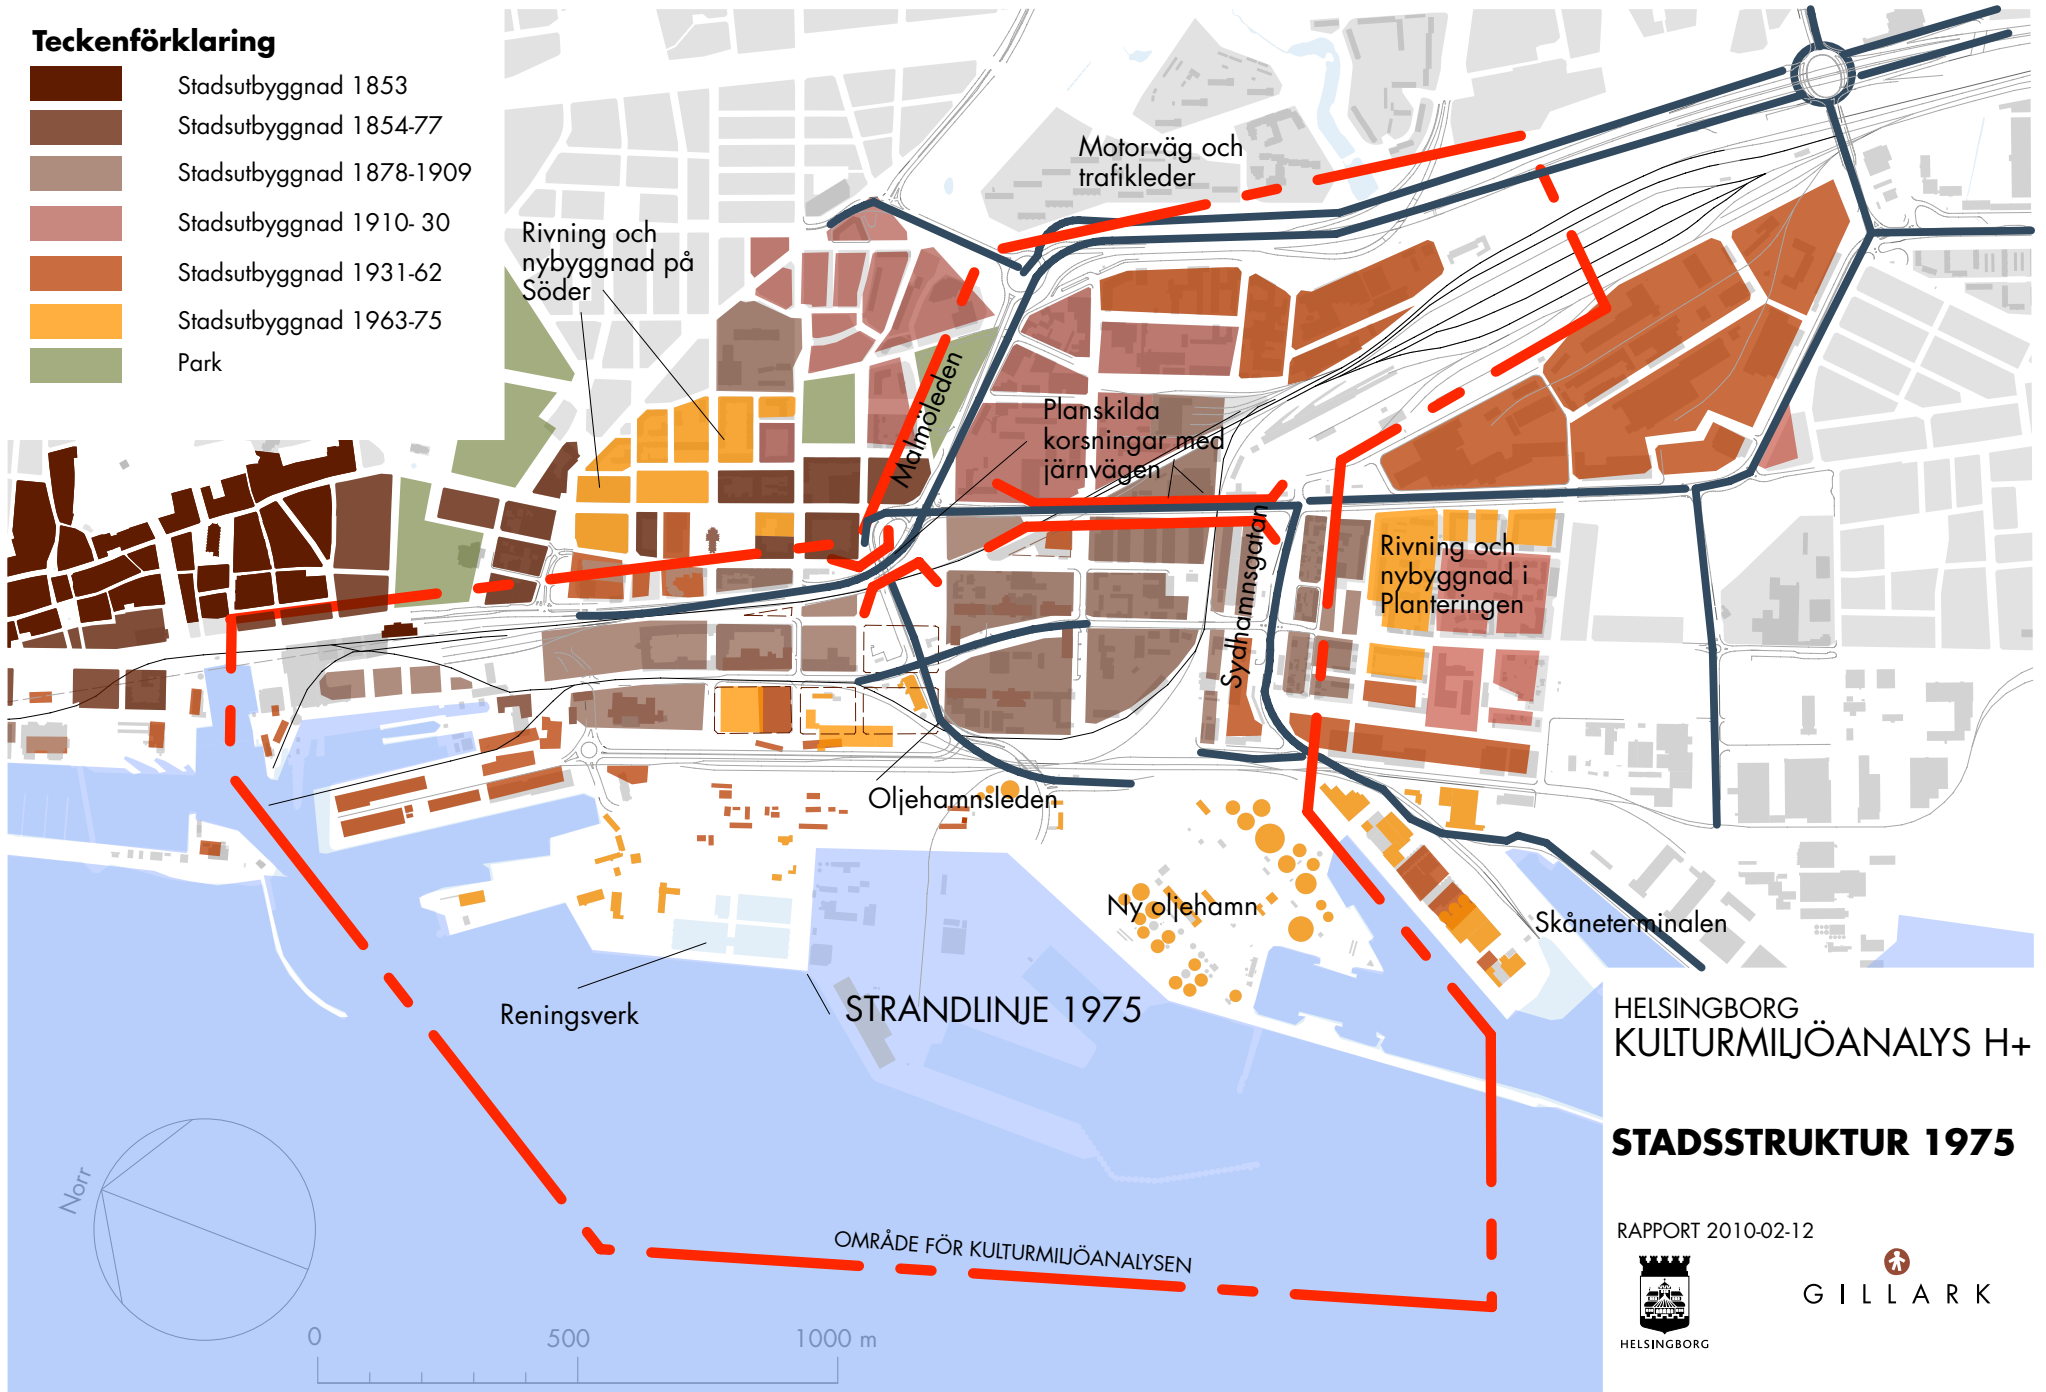 Teckenförklaring
Stadsutbyggnad 1853
Stadsutbyggnad 1854-77
Stadsutbyggnad 1878-1909
Stadsutbyggnad 1910- 30
Stadsutbyggnad 1931-62
Stadsutbyggnad 1963-75
Park
Motorväg och
trafikleder
Rivning och
nybyggnad på
Söder
Malmöleden
Planskilda
korsningar med
järnvägen
Sydhamnsgatan
Rivning och
nybyggnad i
Planteringen
Oljehamnsleden
Ny oljehamn
Skåneterminalen
Reningsverk
STRANDLINJE 1975
OMRÅDE FÖR KULTURMILJÖANALYSEN
Norr
0
500
1000 m
HELSINGBORG
KULTURMILJÖANALYS H+
STADSSTRUKTUR 1975
RAPPORT 2010-02-12
HELSINGBORG
GILLARK